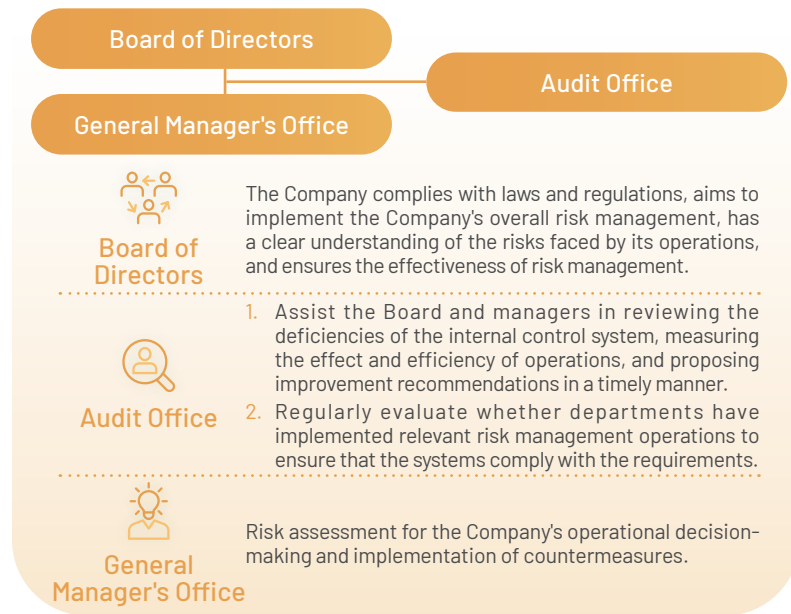 Board of Directors
Audit Office
General Manager's Office
Board of
Directors
The Company complies with laws and regulations, aims to
implement the Company's overall risk management, has
a clear understanding of the risks faced by its operations,
and ensures the effectiveness of risk management.
Audit Office
1. Assist the Board and managers in reviewing the
deficiencies of the internal control system, measuring
the effect and efficiency of operations, and proposing
improvement recommendations in a timely manner.
2. Regularly evaluate whether departments have
implemented relevant risk management operations to
ensure that the systems comply with the requirements.
General
Manager's Office
Risk assessment for the Company's operational decision-
making and implementation of countermeasures.